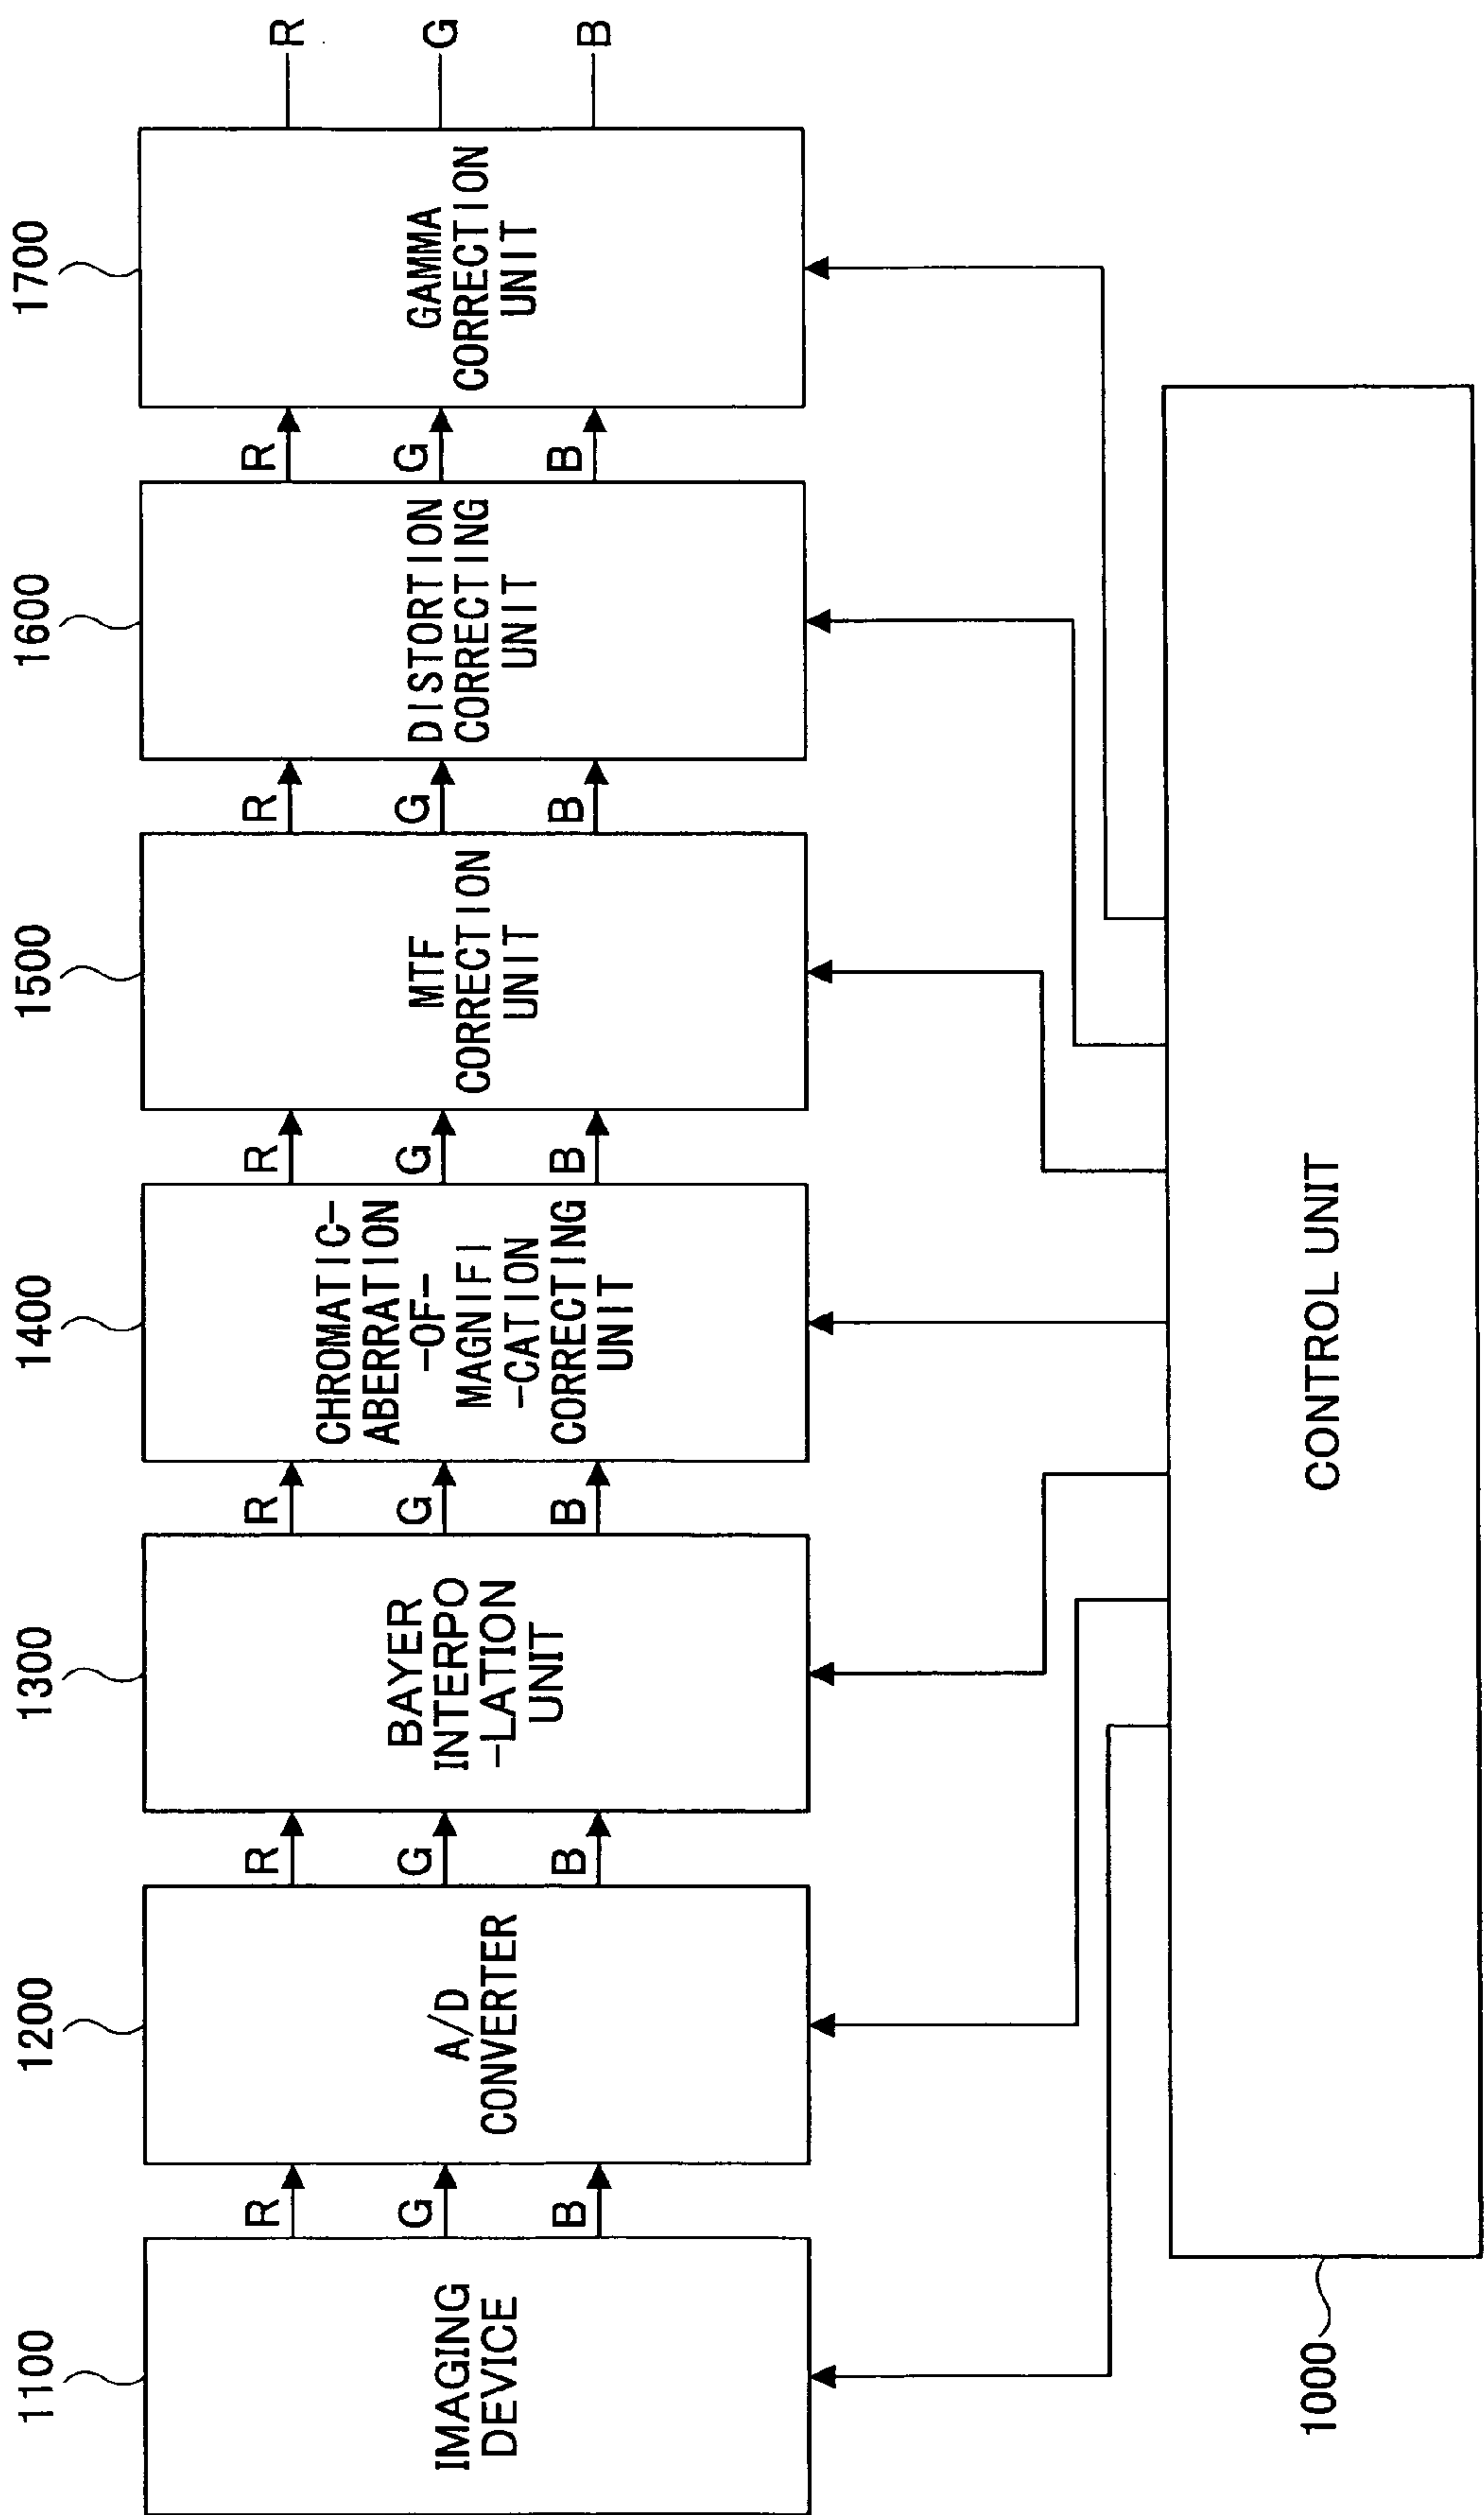 1100
1200
1300
1400
1500
1600
1700
IMAGING
DEVICE
R
G
B
A/D
CONVERTER
R
G
B
BAYER
INTERPO
-LATION
UNIT
R
G
B
CHROMATIC-
ABERRATION
-OF-
MAGNIFI
-CATION
CORRECTING
UNIT
R
G
B
MTF
CORRECTION
UNIT
R
G
B
DISTORTION
CORRECTING
UNIT
R
G
B
GAMMA
CORRECTION
UNIT
R
G
B
1000
CONTROL UNIT